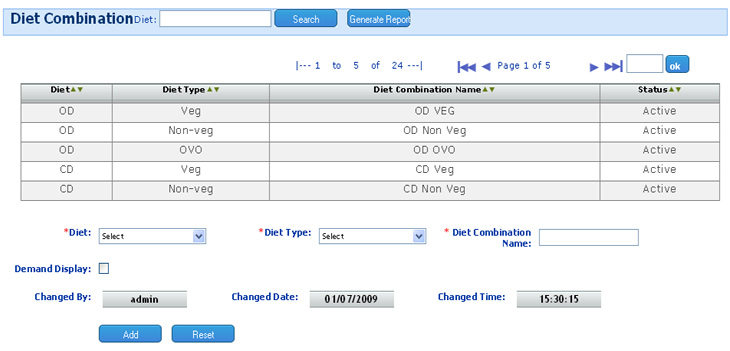 Diet Combination Diet: Search Generate Report
|--- 1 to 5 of 24 ---| Page 1 of 5 ok
Diet Diet Type Diet Combination Name Status
OD Veg OD VEG Active
OD Non-veg OD Non Veg Active
OD OVO OD OVO Active
CD Veg CD Veg Active
CD Non-veg CD Non Veg Active
*Diet: Select *Diet Type: Select * Diet Combination
Name:
Demand Display:
Changed By: admin Changed Date: 01/07/2009 Changed Time: 15:30:15
Add Reset